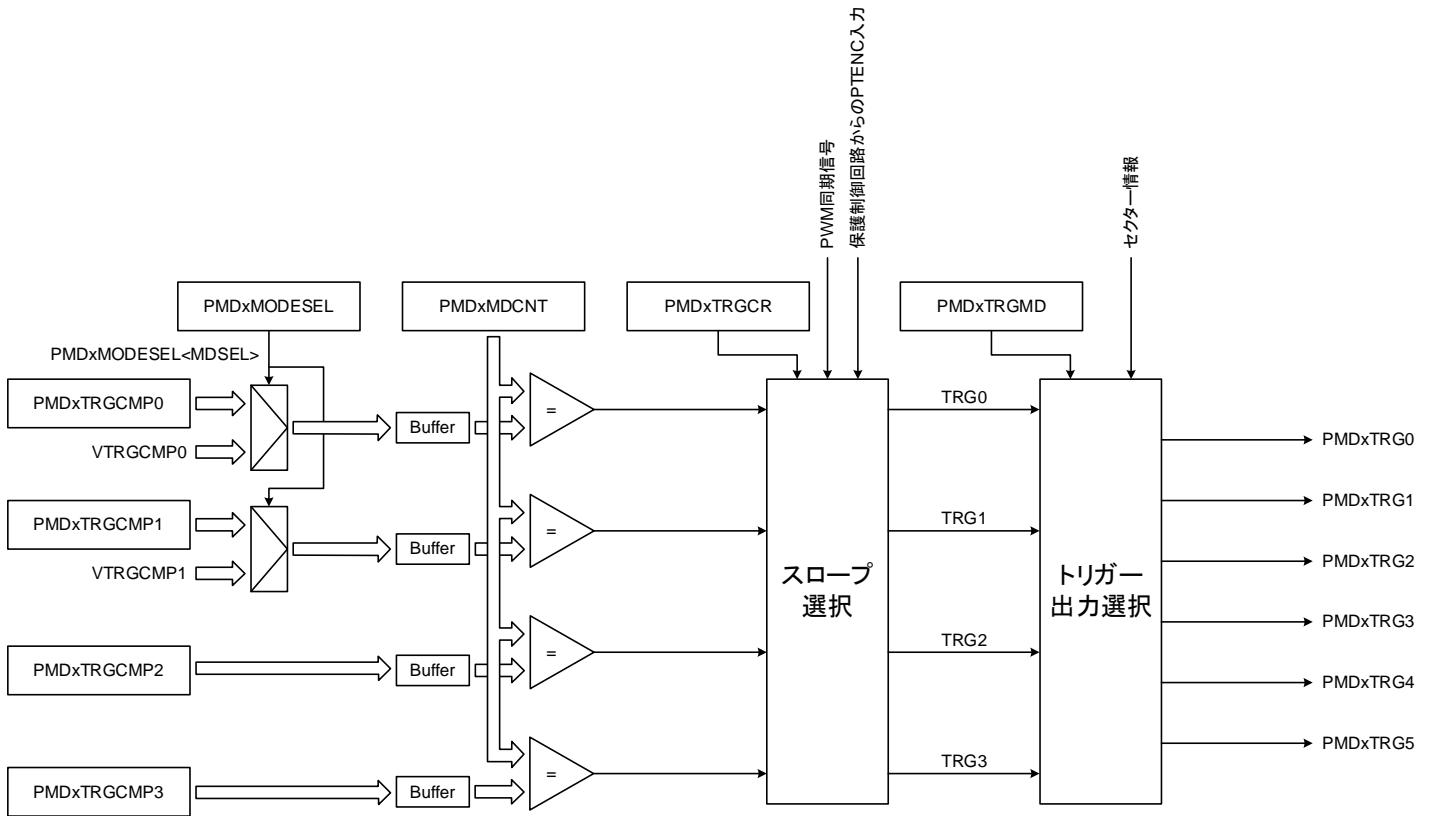 PWM同期信号
保護制御回路からのPTENC入力
セクター情報
PMDxMODESEL
PMDxMDCNT
PMDxTRGCR
PMDxTRGMD
PMDxMODESEL<MDSEL>
PMDxTRGCMP0
VTRGCMP0
Buffer
=
TRG0
PMDxTRG0
PMDxTRGCMP1
VTRGCMP1
Buffer
=
TRG1
PMDxTRG1
スロープ
選択
トリガー
出力選択
PMDxTRG2
PMDxTRG3
PMDxTRGCMP2
Buffer
=
TRG2
PMDxTRG4
PMDxTRG5
PMDxTRGCMP3
Buffer
=
TRG3